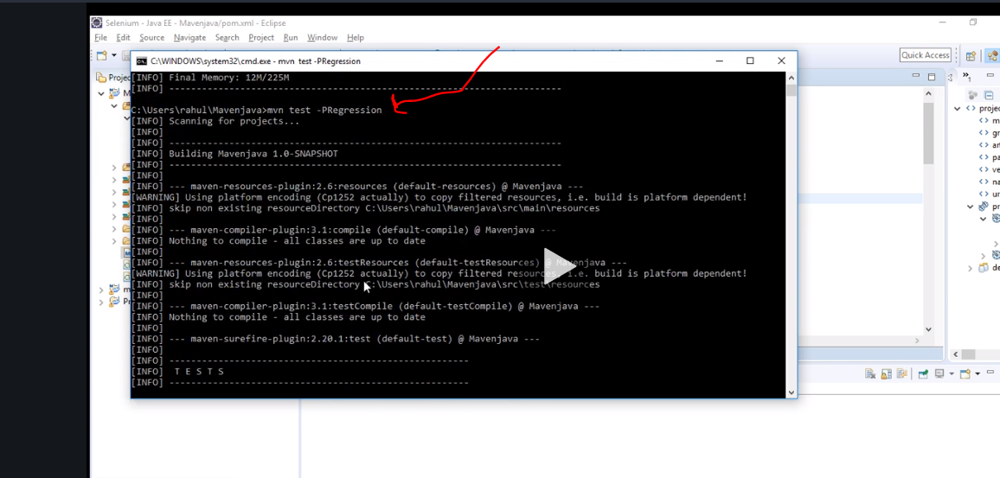 Selenium - Java EE - Mavenjava/pom.xml - Eclipse
File Edit Source Navigate Search Project Run Window Help
C:\WINDOWS\system32\cmd.exe - mvn test -PRegression
Quick Access
Projec
[INFO] Final Memory: 12M/225M
[INFO] ------------------------------------------------------------------------
C:\Users\rahul\Mavenjava>mvn test -PRegression
[INFO] Scanning for projects...
[INFO]
[INFO] ------------------------------------------------------------------------
[INFO] Building Mavenjava 1.0-SNAPSHOT
[INFO] ------------------------------------------------------------------------
[INFO]
[INFO] --- maven-resources-plugin:2.6:resources (default-resources) @ Mavenjava ---
[WARNING] Using platform encoding (Cp1252 actually) to copy filtered resources, i.e. build is platform dependent!
[INFO] skip non existing resourceDirectory C:\Users\rahul\Mavenjava\src\main\resources
[INFO]
[INFO] --- maven-compiler-plugin:3.1:compile (default-compile) @ Mavenjava ---
[INFO] Nothing to compile - all classes are up to date
[INFO]
[INFO] --- maven-resources-plugin:2.6:testResources (default-testResources) @ Mavenjava ---
[WARNING] Using platform encoding (Cp1252 actually) to copy filtered resources, i.e. build is platform dependent!
[INFO] skip non existing resourceDirectory C:\Users\rahul\Mavenjava\src\test\resources
[INFO]
[INFO] --- maven-compiler-plugin:3.1:testCompile (default-testCompile) @ Mavenjava ---
[INFO] Nothing to compile - all classes are up to date
[INFO]
[INFO] --- maven-surefire-plugin:2.20.1:test (default-test) @ Mavenjava ---
[INFO]
[INFO] -------------------------------------------------------
[INFO] T E S T S
[INFO] -------------------------------------------------------
M
m
Pr
projec
m
gr
ar
pa
ve
na
ur
pr
de